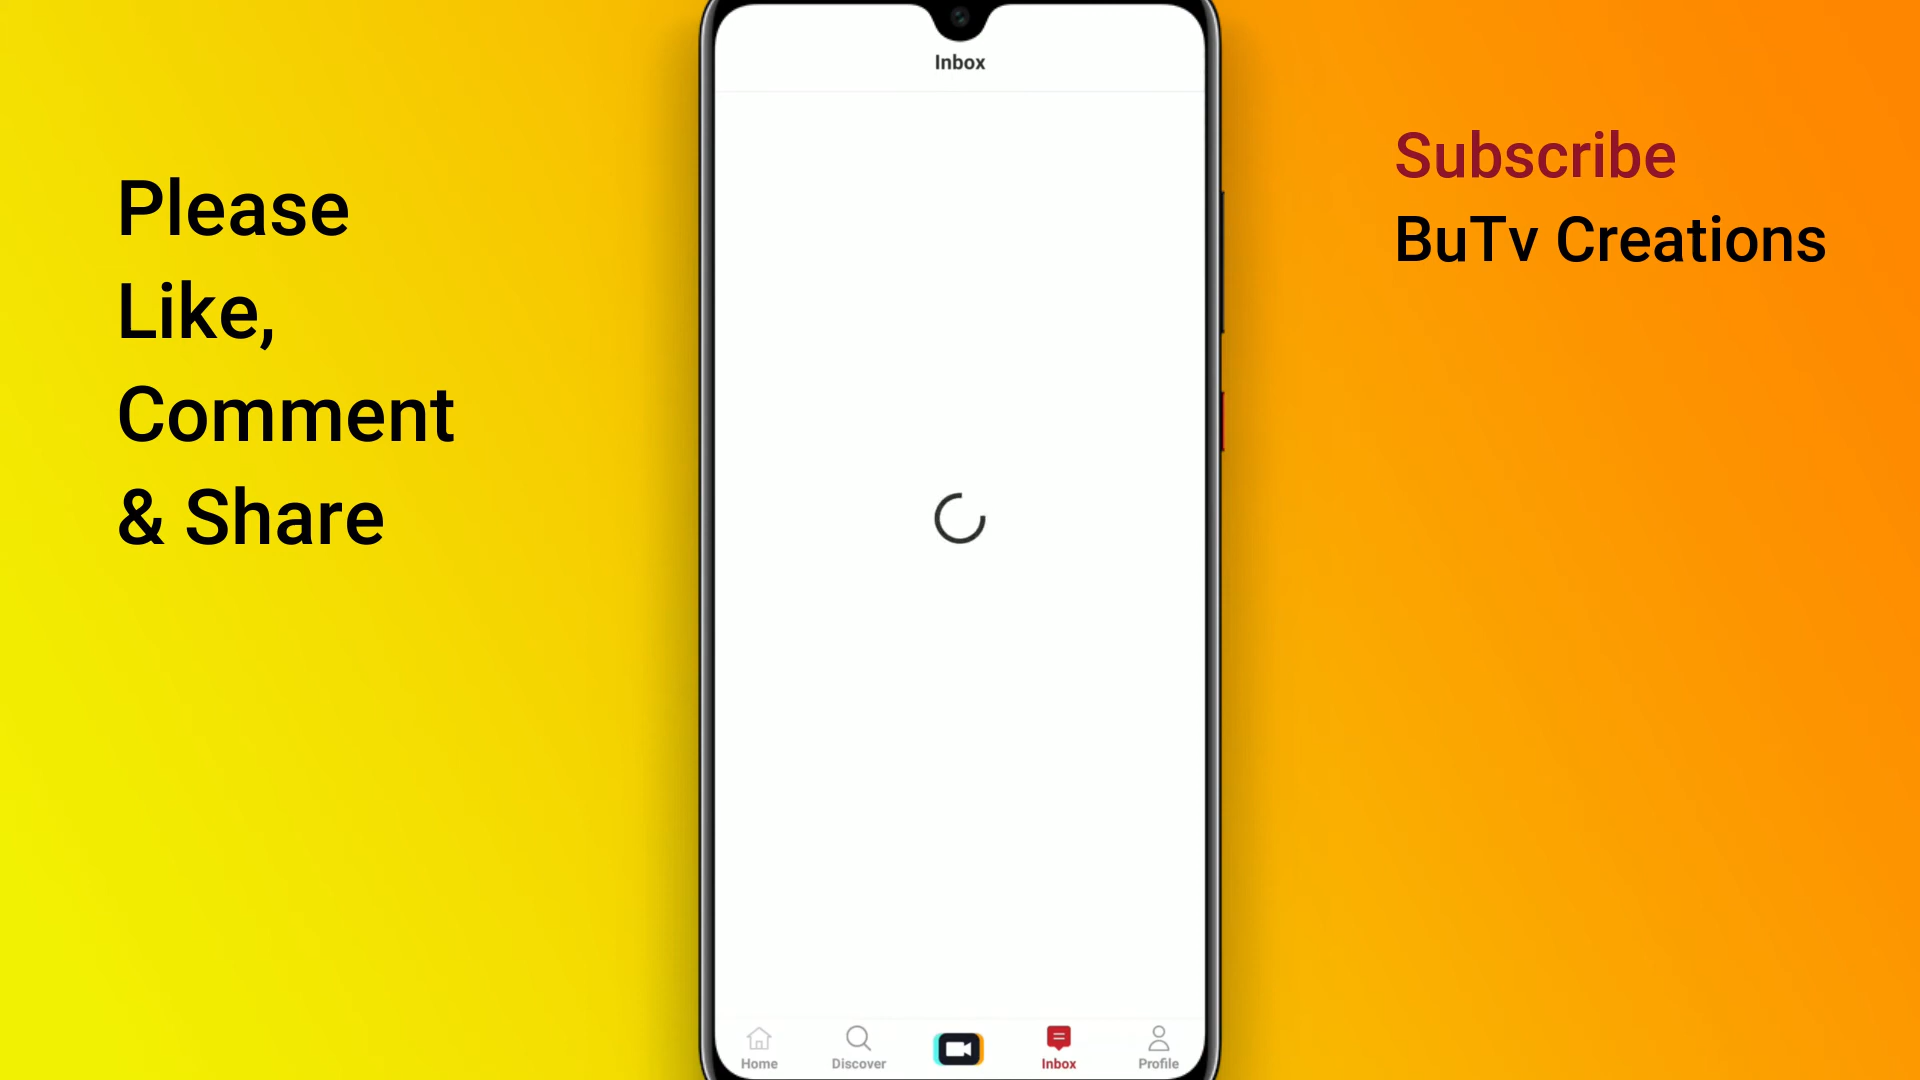 Please
Like,
Comment
& Share
Inbox
Home
Discover
Inbox
Profile
Subscribe
BuTv Creations